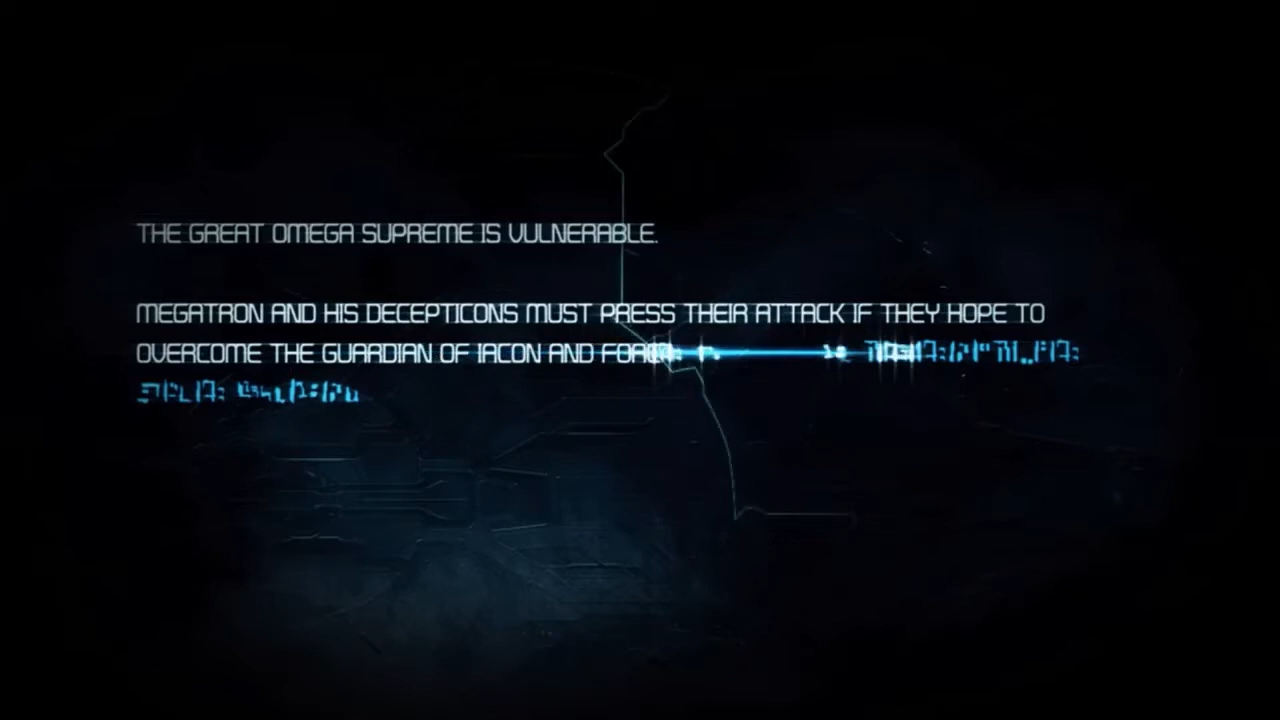 THE GREAT OMEGA SUPREME IS VULNERABLE.
MEGATRON AND HIS DECEPTICONS MUST PRESS THEIR ATTACK IF THEY HOPE TO
OVERCOME THE GUARDIAN OF IACON AND